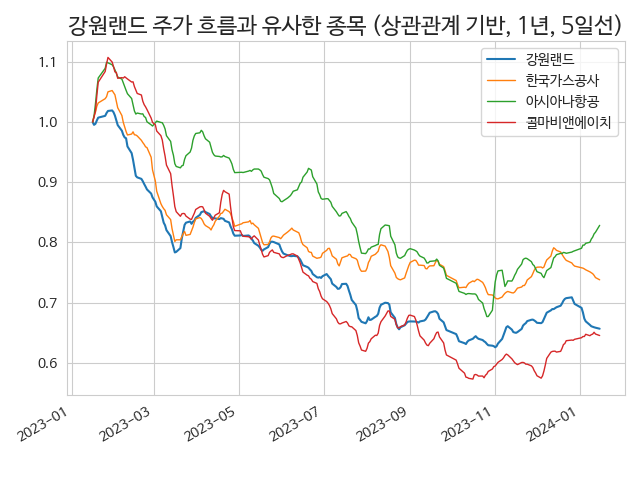 강원랜드 주가 흐름과 유사한 종목 (상관관계 기반, 1년, 5일선)
강원랜드
한국가스공사
아시아나항공
콜마비앤에이치
1.1
1.0
0.9
0.8
0.7
0.6
2023-01
2023-03
2023-05
2023-07
2023-09
2023-11
2024-01